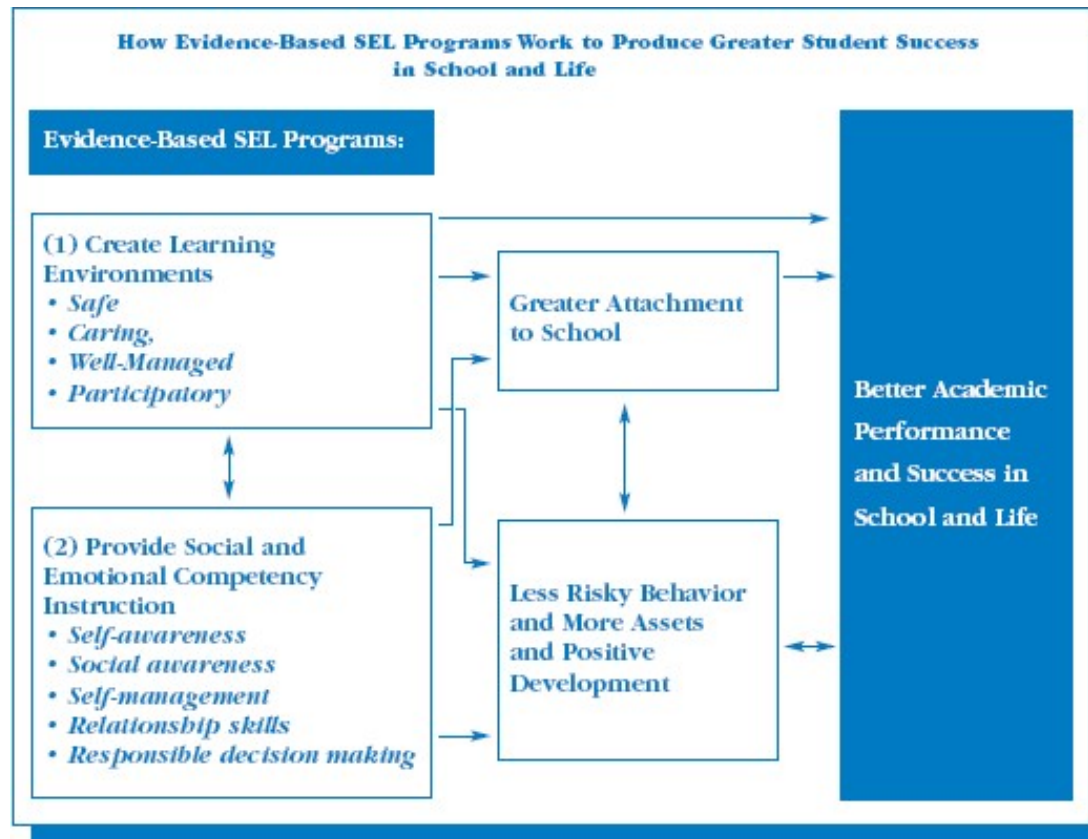 How Evidence-Based SEL Programs Work to Produce Greater Student Success
in School and Life
Evidence-Based SEL Programs:
(1) Create Learning
Environments
• Safe
• Caring,
• Well-Managed
• Participatory
(2) Provide Social and
Emotional Competency
Instruction
• Self-awareness
• Social awareness
• Self-management
• Relationship skills
• Responsible decision making
Greater Attachment
to School
Less Risky Behavior
and More Assets
and Positive
Development
Better Academic
Performance
and Success in
School and Life